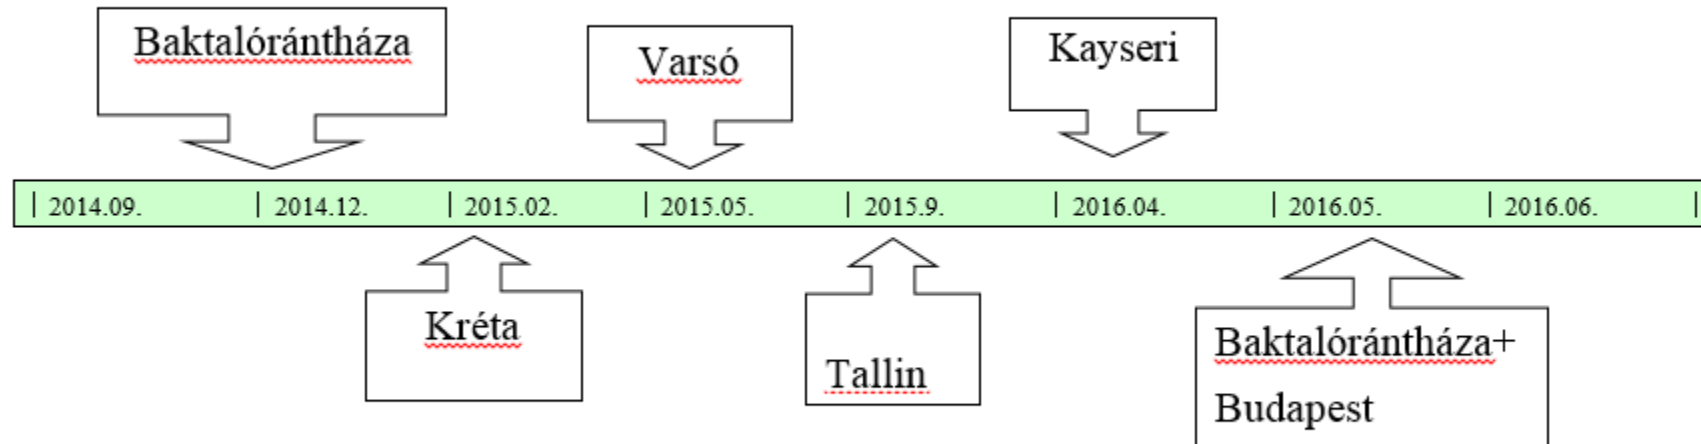 Baktalórántháza
Varsó
Kayseri
2014.09.
2014.12.
2015.02.
2015.05.
2015.9.
2016.04.
2016.05.
2016.06.
Kréta
Tallin
Baktalórántháza+
Budapest